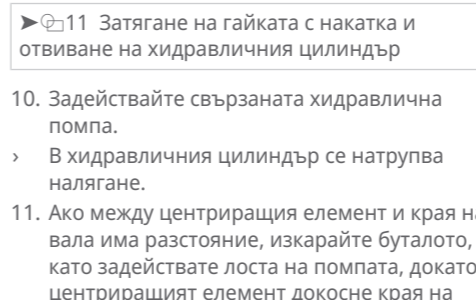 ➤11 Затягане на гайката с накатка и
отвиване на хидравличния цилиндър
10. Задействайте свързаната хидравлична
помпа.
› В хидравличния цилиндър се натрупва
налягане.
11. Ако между центриращия елемент и края
вала има разстояние, изкарайте буталото,
като задействате лоста на помпата, докато
центриращият елемент докосне края на